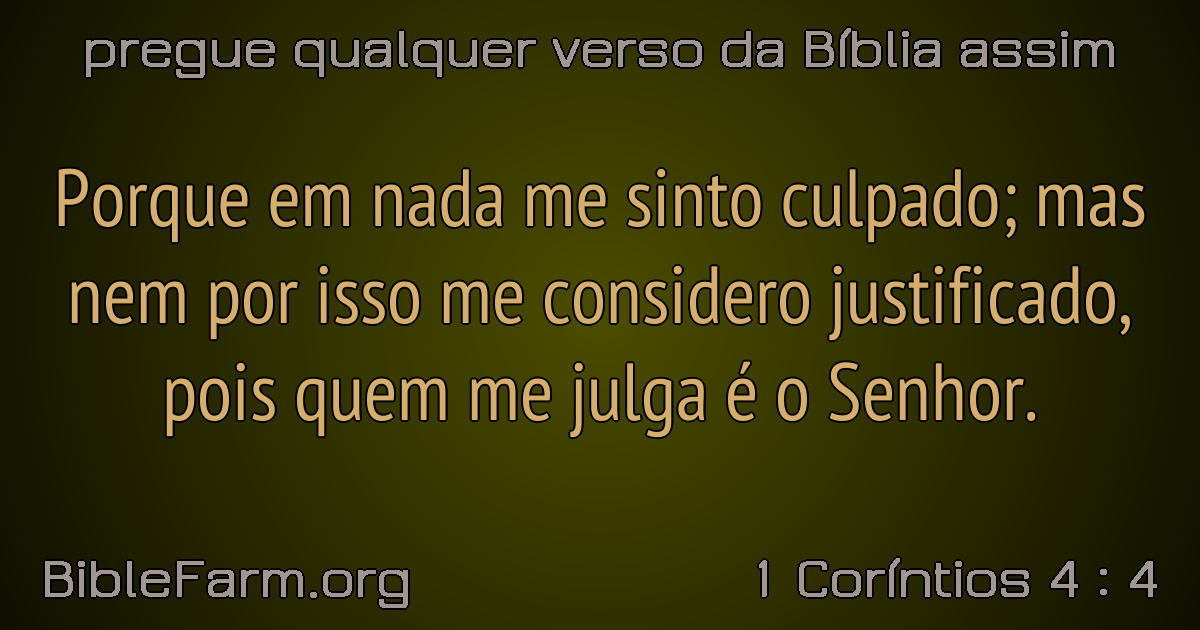 pregue qualquer verso da Bíblia assim
Porque em nada me sinto culpado; mas
nem por isso me considero justificado,
pois quem me julga é o Senhor.
BibleFarm.org
1 Coríntios 4 : 4